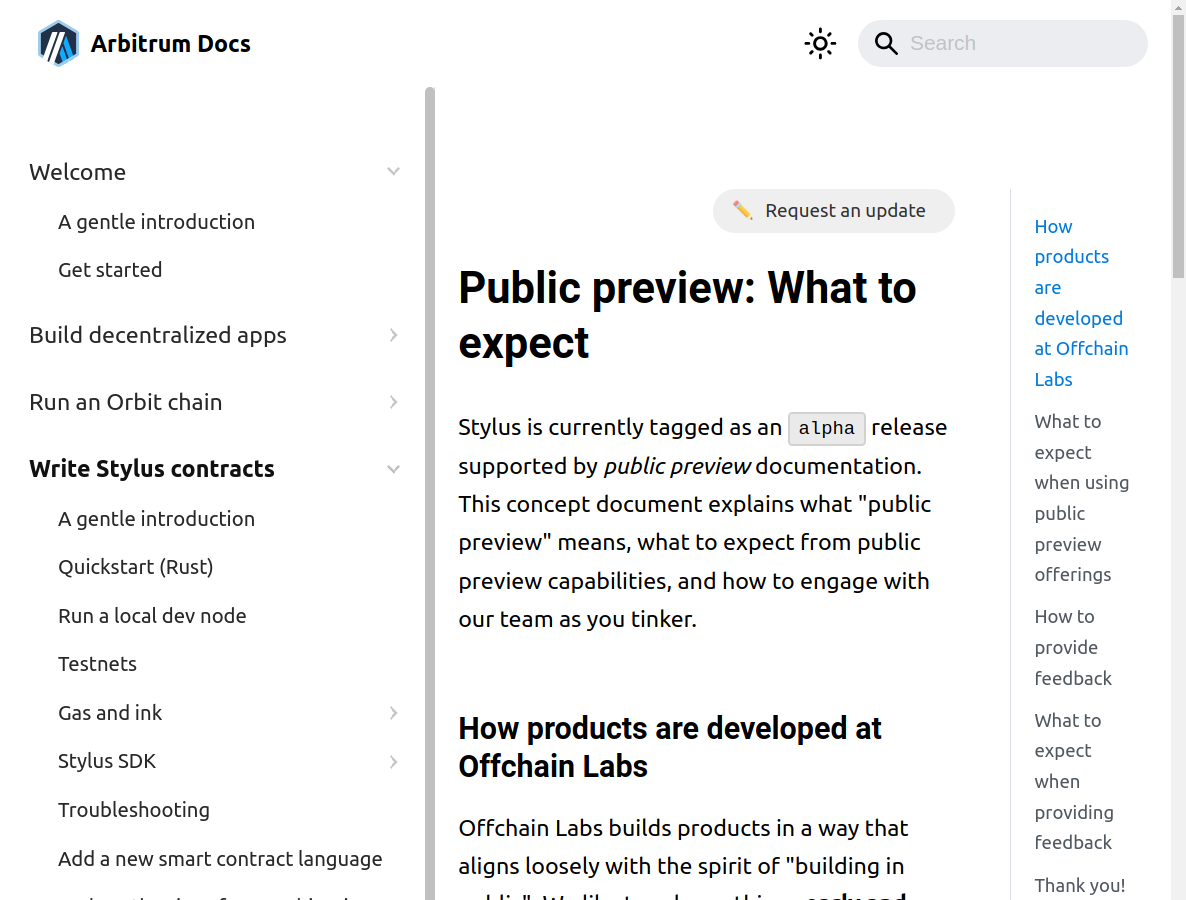 Arbitrum Docs
Search
Welcome
A gentle introduction
Get started
Build decentralized apps
Run an Orbit chain
Write Stylus contracts
A gentle introduction
Quickstart (Rust)
Run a local dev node
Testnets
Gas and ink
Stylus SDK
Troubleshooting
Add a new smart contract language
✏️ Request an update
Public preview: What to
expect
Stylus is currently tagged as an alpha release
supported by public preview documentation.
This concept document explains what "public
preview" means, what to expect from public
preview capabilities, and how to engage with
our team as you tinker.
How products are developed at
Offchain Labs
Offchain Labs builds products in a way that
aligns loosely with the spirit of "building in
How
products
are
developed
at Offchain
Labs
What to
expect
when using
public
preview
offerings
How to
provide
feedback
What to
expect
when
providing
feedback
Thank you!